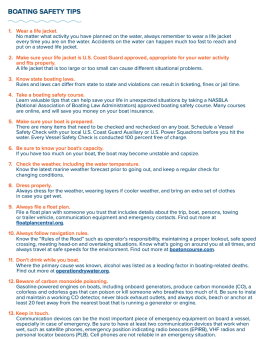 BOATING SAFETY TIPS
1. Wear a life jacket.
No matter what activity you have planned on the water, always remember to wear a life jacket
every time you are on the water. Accidents on the water can happen much too fast to reach and
put on a stowed life jacket.
2. Make sure your life jacket is U.S. Coast Guard approved, appropriate for your water activity
and fits properly.
A life jacket that is too large or too small can cause different situational problems.
3. Know state boating laws.
Rules and laws can differ from state to state and violations can result in ticketing, fines or jail time.
4. Take a boating safety course.
Learn valuable tips that can help save your life in unexpected situations by taking a NASBLA
(National Association of Boating Law Administrators) approved boating safety course. Many courses
are online, and will save you money on your boat insurance.
5. Make sure your boat is prepared.
There are many items that need to be checked and rechecked on any boat. Schedule a Vessel
Safety Check with your local U.S. Coast Guard Auxiliary or U.S. Power Squadrons before you hit the
water. Every Vessel Safety Check is conducted 100 percent free of charge.
6. Be sure to know your boat's capacity.
If you have too much on your boat, the boat may become unstable and capsize.
7. Check the weather, including the water temperature.
Know the latest marine weather forecast prior to going out, and keep a regular check for
changing conditions.
8. Dress properly.
Always dress for the weather, wearing layers if cooler weather, and bring an extra set of clothes
in case you get wet.
9. Always file a float plan.
File a float plan with someone you trust that includes details about the trip, boat, persons, towing
or trailer vehicle, communication equipment and emergency contacts. Find out more at
floatplancentral.org.
10. Always follow navigation rules.
Know the "Rules of the Road" such as operator's responsibility, maintaining a proper lookout, safe speed
crossing, meeting head-on and overtaking situations. Know what's going on around you at all times, and
always travel at safe speeds for the environment. Find out more at boatoncourse.com.
11. Don't drink while you boat.
Where the primary cause was known, alcohol was listed as a leading factor in boating-related deaths.
Find out more at operationdrywater.org.
12. Beware of carbon monoxide poisoning.
Gasoline-powered engines on boats, including onboard generators, produce carbon monoxide (CO), a
colorless and odorless gas that can poison or kill someone who breathes too much of it. Be sure to install
and maintain a working CO detector, never block exhaust outlets, and always dock, beach or anchor at
least 20 feet away from the nearest boat that is running a generator or engine.
13. Keep in touch.
Communication devices can be the most important piece of emergency equipment on board a vessel,
especially in case of emergency. Be sure to have at least two communication devices that work when
wet, such as satellite phones, emergency position indicating radio beacons (EPIRB), VHF radios and
personal locator beacons (PLB). Cell phones are not reliable in an emergency situation.